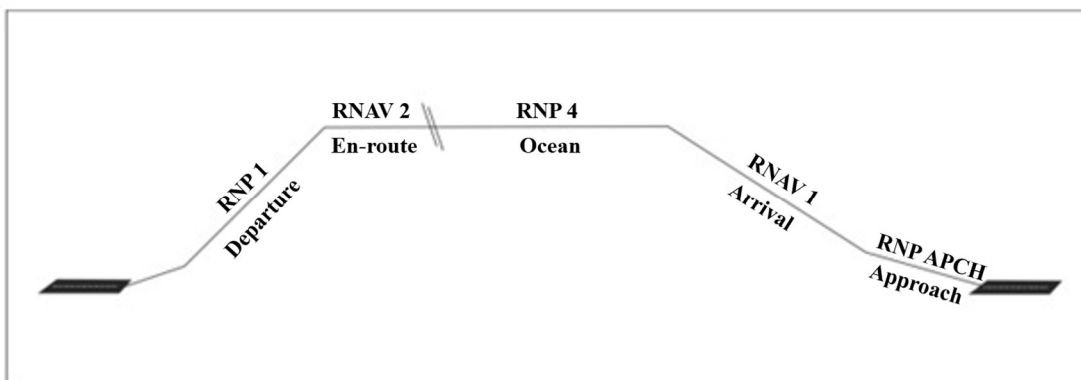 RNAV 2
En-route
RNP 4
Ocean
RNP 1
Departure
RNAV 1
Arrival
RNP APCH
Approach